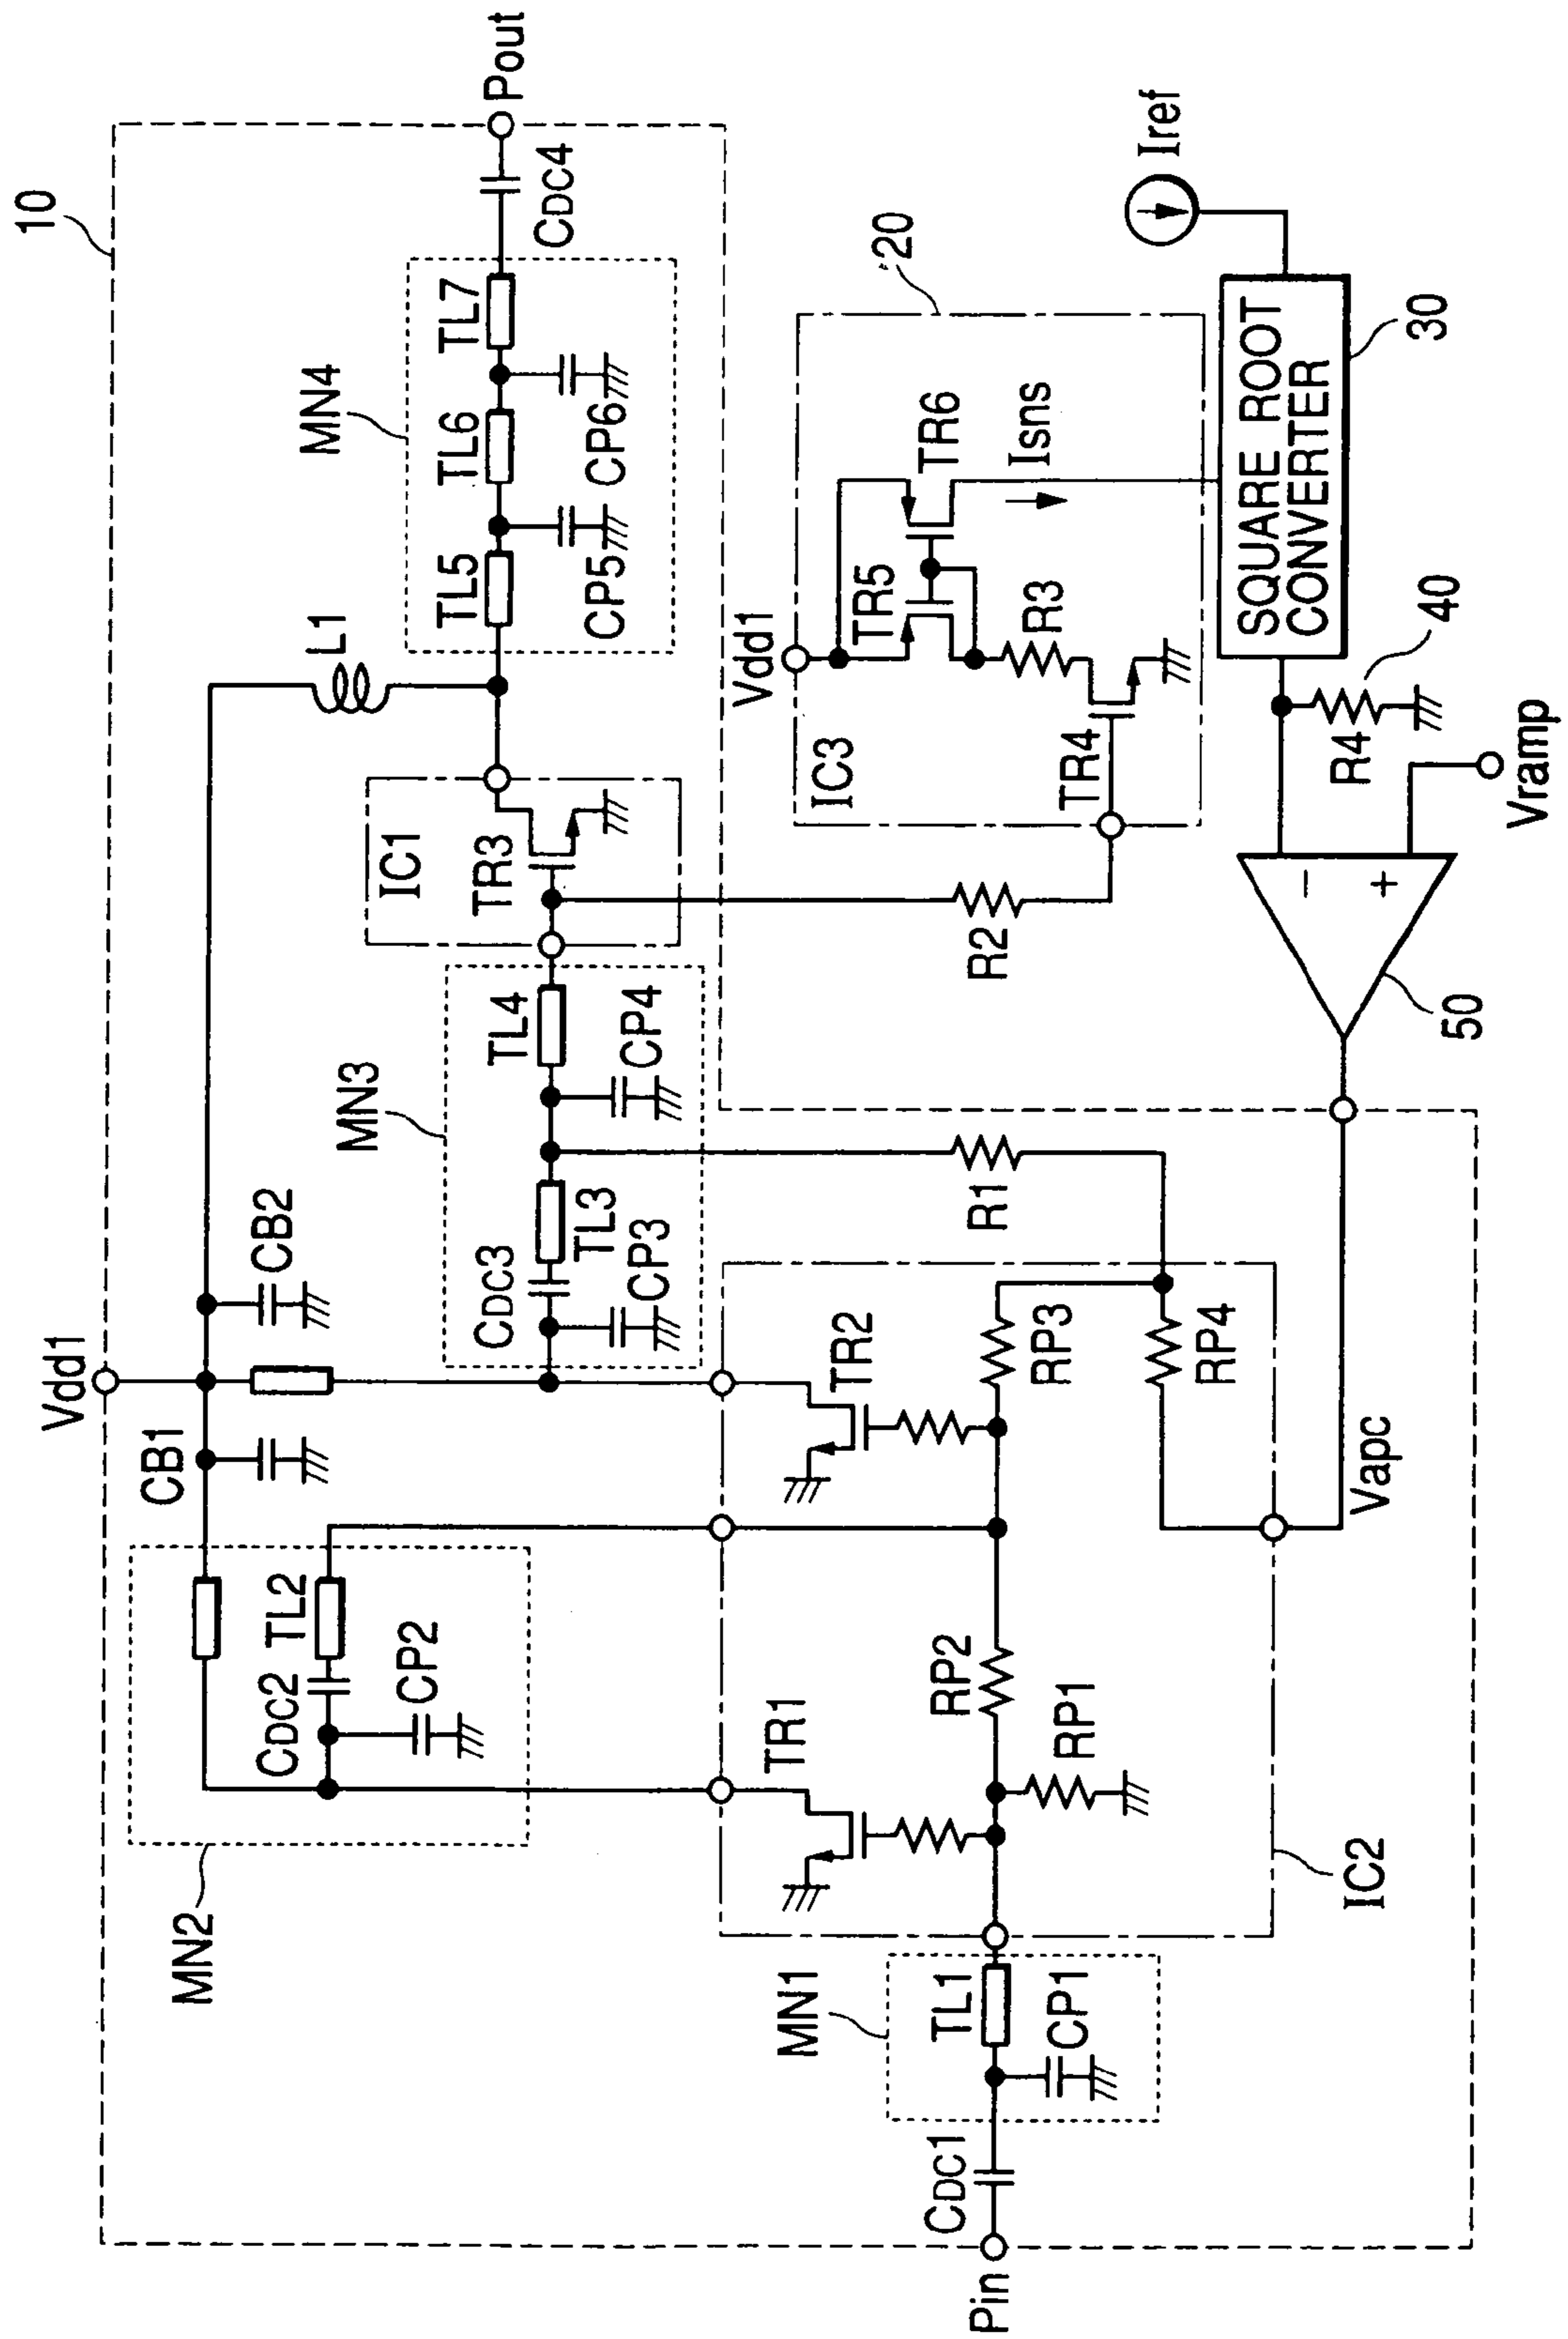 10
Vdd1
CB1
CB2
L1
MN4
TL5
TL6
TL7
CP5
CP6
CDC4
Pout
MN2
CDC2
TL2
CP2
MN3
CDC3
TL3
TL4
CP3
CP4
IC1
TR3
TR1
TR2
MN1
Pin
CDC1
TL1
CP1
RP2
RP1
RP3
RP4
IC2
R1
R2
Vapc
Vdd1
IC3
20
TR5
TR6
R3
TR4
Isns
Iref
SQUARE ROOT
CONVERTER
30
R4
40
−
+
50
Vramp